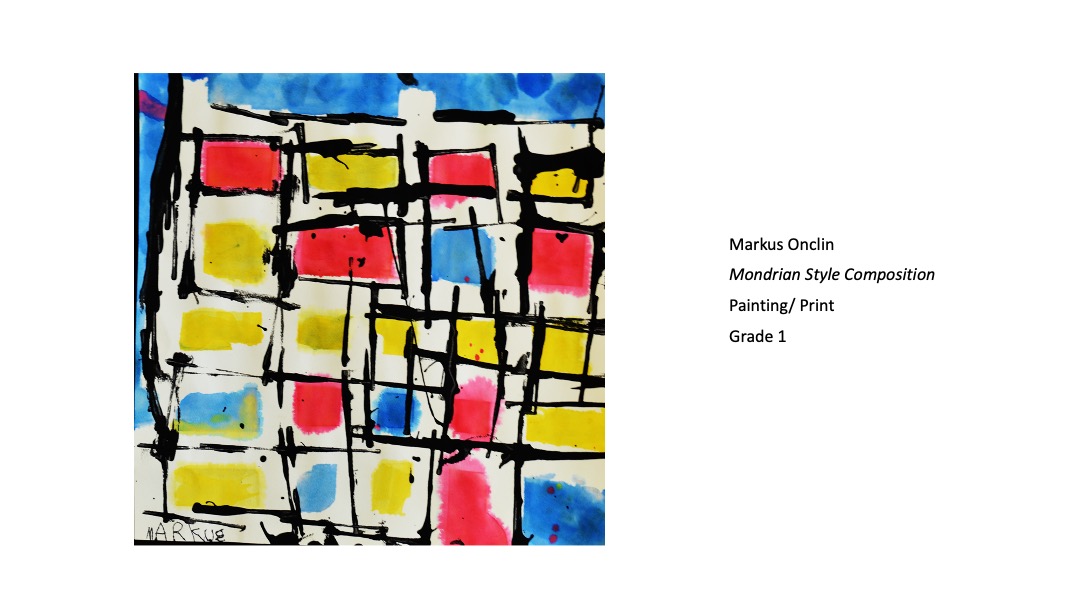 Markus Onclin
Mondrian Style Composition
Painting/ Print
Grade 1
MARKUS